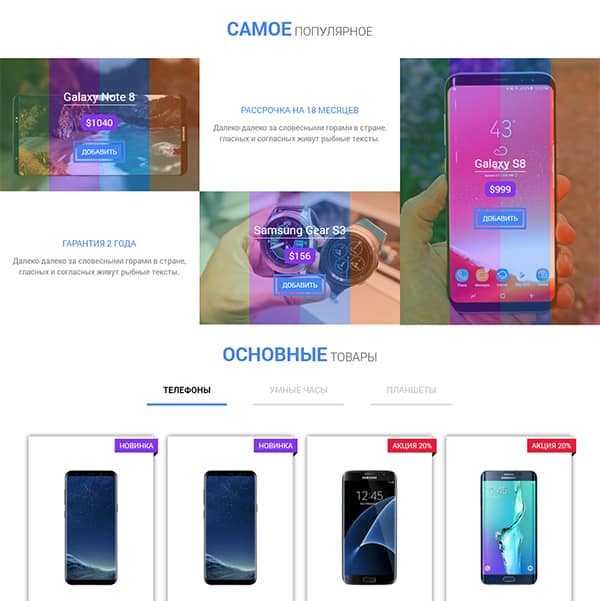 САМОЕ ПОПУЛЯРНОЕ
Galaxy Note 8
$1040
ДОБАВИТЬ
РАССРОЧКА НА 18 МЕСЯЦЕВ
Далеко-далеко за словесными горами в стране,
гласных и согласных живут рыбные тексты.
43°
Galaxy S8
$999
ДОБАВИТЬ
ГАРАНТИЯ 2 ГОДА
Далеко-далеко за словесными горами в стране,
гласных и согласных живут рыбные тексты.
Samsung Gear S3
$156
ДОБАВИТЬ
ОСНОВНЫЕ ТОВАРЫ
ТЕЛЕФОНЫ
УМНЫЕ ЧАСЫ
ПЛАНШЕТЫ
НОВИНКА
НОВИНКА
АКЦИЯ 20%
АКЦИЯ 20%
SAMSUNG
12:45